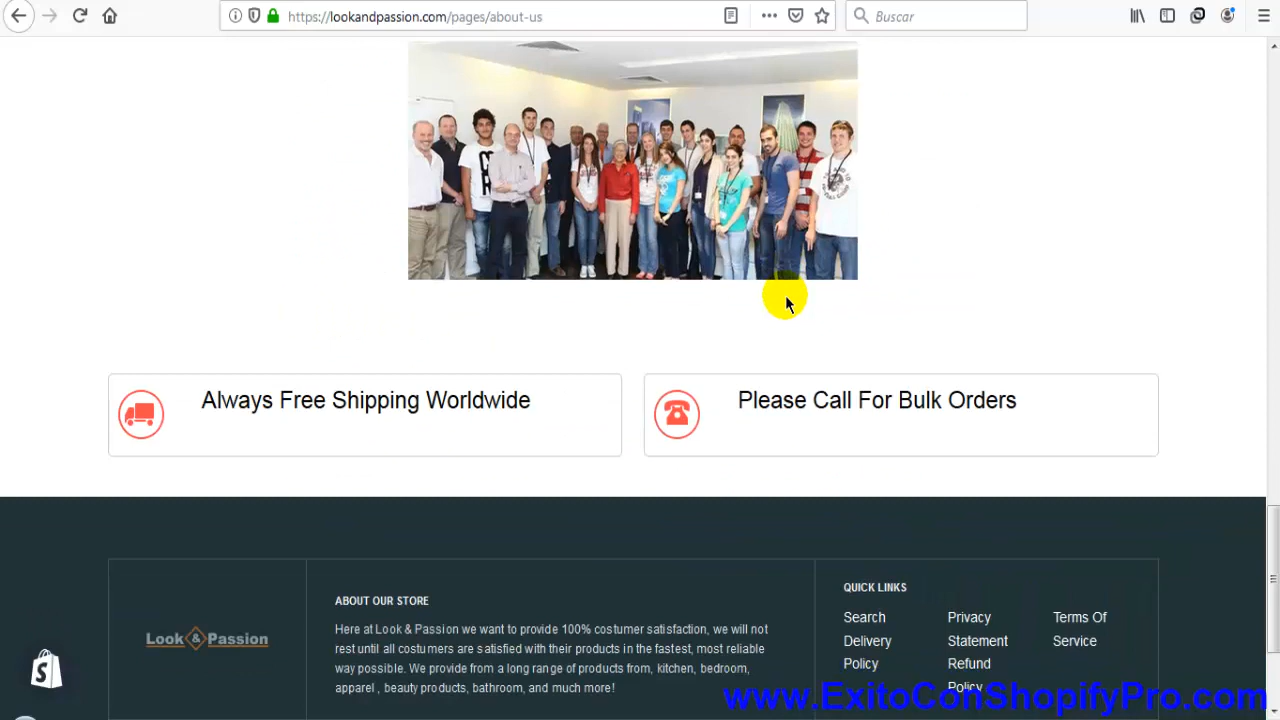 https://lookandpassion.com/pages/about-us
Buscar
Always Free Shipping Worldwide
Please Call For Bulk Orders
Look & Passion
ABOUT OUR STORE
Here at Look & Passion we want to provide 100% costumer satisfaction, we will not
rest until all costumers are satisfied with their products in the fastest, most reliable
way possible. We provide from a long range of products from, kitchen, bedroom,
apparel , beauty products, bathroom, and much more!
QUICK LINKS
Search
Delivery
Policy
Privacy
Statement
Refund
Policy
Terms Of
Service
www.ExitoConShopifyPro.com